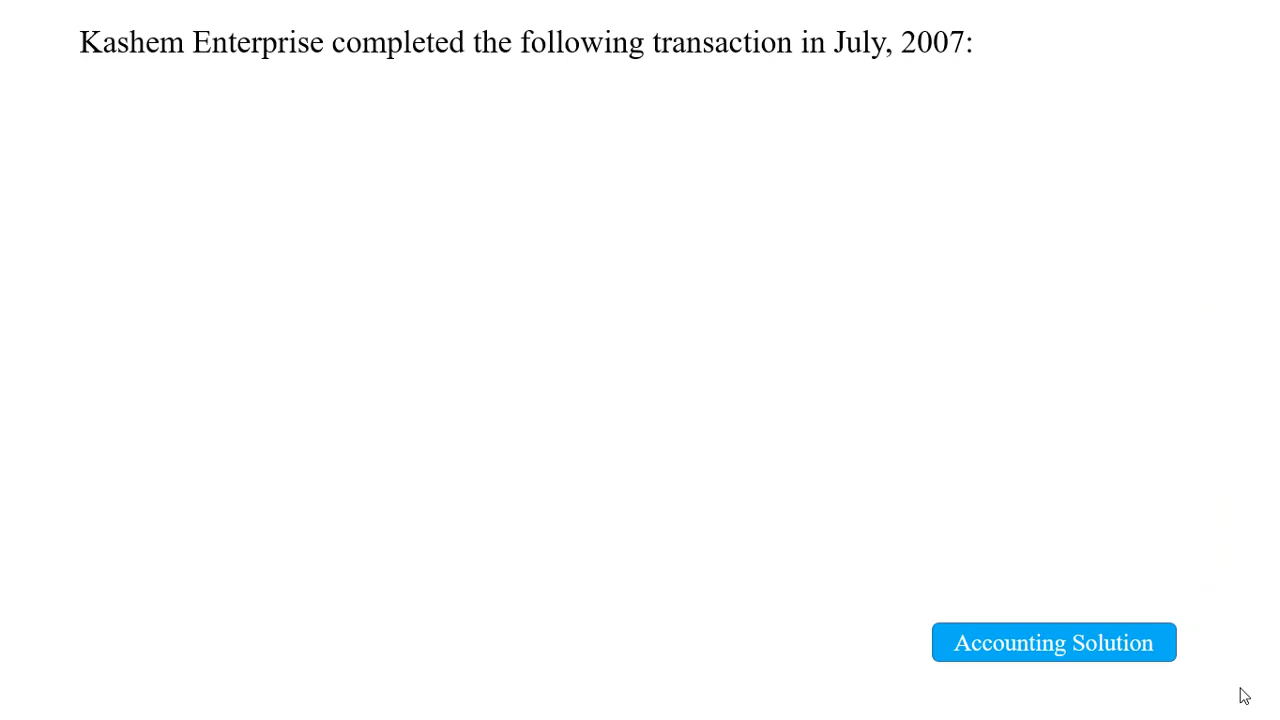 Kashem Enterprise completed the following transaction in July, 2007:
Accounting Solution